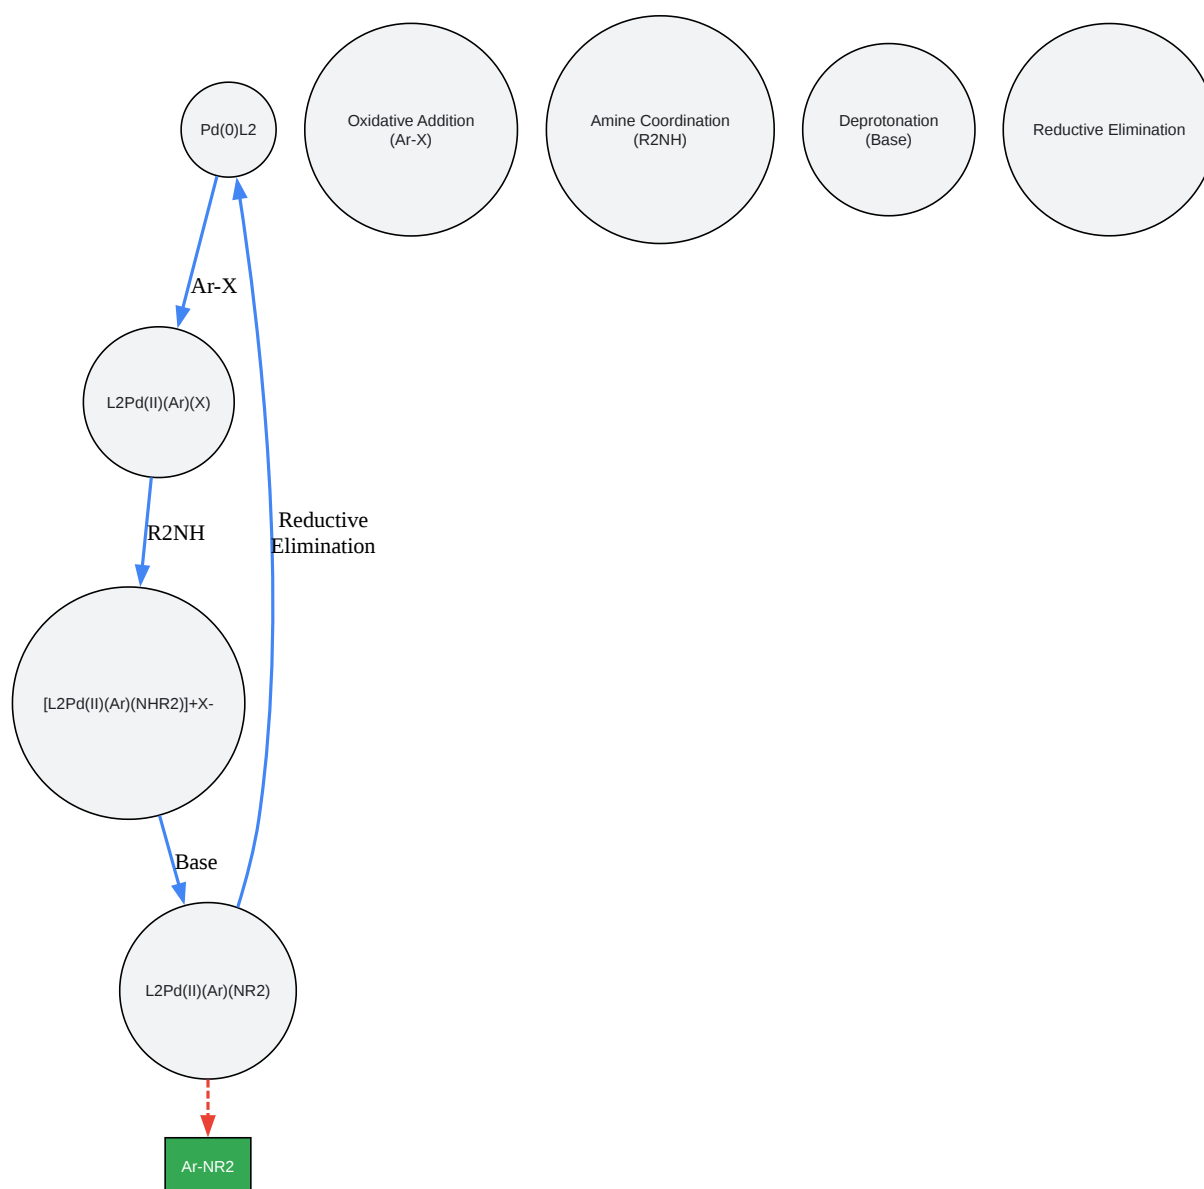 Pd(0)L2
Oxidative Addition
(Ar-X)
Amine Coordination
(R2NH)
Deprotonation
(Base)
Reductive Elimination
Ar-X
L2Pd(II)(Ar)(X)
R2NH
Reductive
Elimination
[L2Pd(II)(Ar)(NHR2)]+X-
Base
L2Pd(II)(Ar)(NR2)
Ar-NR2